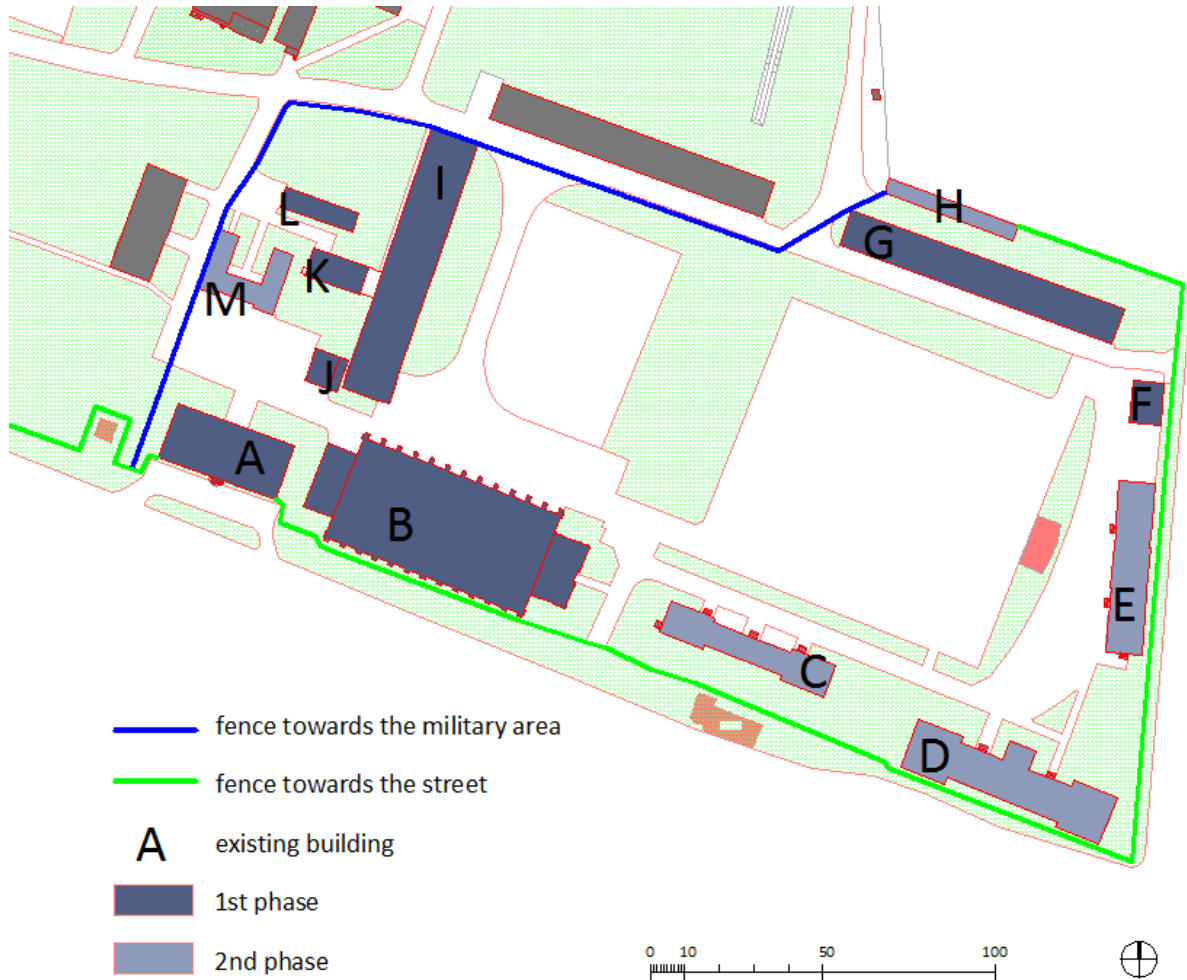 I
L
H
G
K
M
J
F
A
B
E
C
D
fence towards the military area
fence towards the street
A existing building
1st phase
2nd phase
0 10 50 100